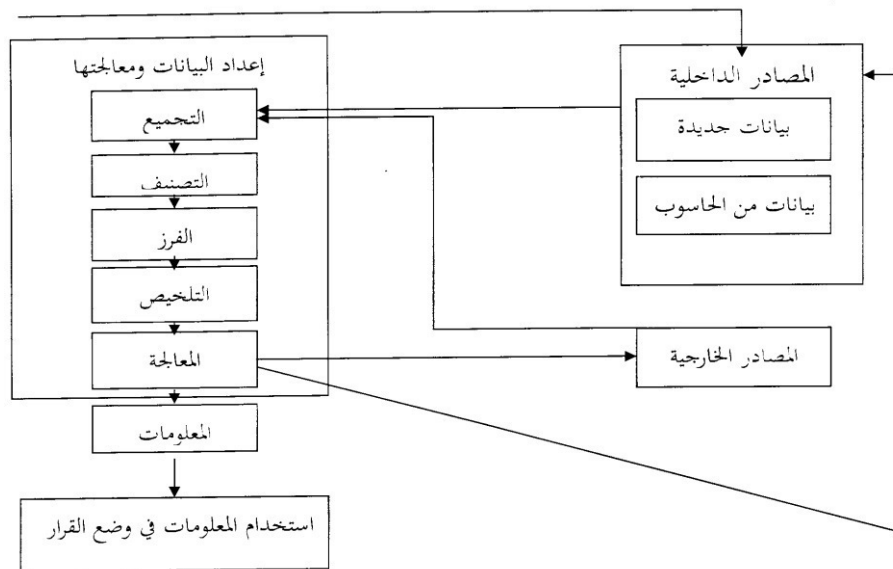 المصادر الداخلية
بيانات جديدة
بيانات من الحاسوب
المصادر الخارجية
إعداد البيانات ومعالجتها
التجميع
التصنيف
الفرز
التلخيص
المعالجة
المعلومات
استخدام المعلومات في وضع القرار